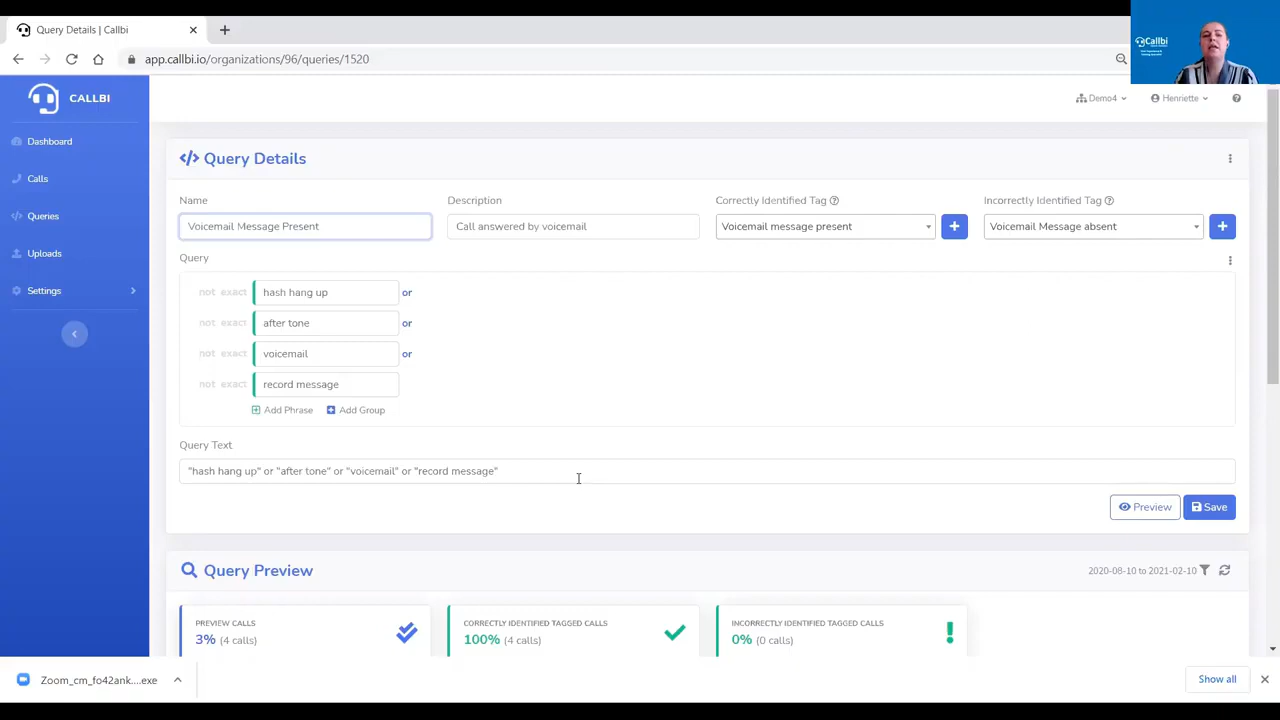 Query Details | Callbi
app.callbi.io/organizations/96/queries/1520
Callbi
CALLBI
Demo4
Henriette
Dashboard
Calls
Queries
Uploads
Settings
Query Details
Name
Description
Correctly Identified Tag
Incorrectly Identified Tag
Voicemail Message Present
Call answered by voicemail
Voicemail message present
Voicemail Message absent
Query
not exact hash hang up or
not exact after tone or
not exact voicemail or
not exact record message
Add Phrase Add Group
Query Text
"hash hang up" or "after tone" or "voicemail" or "record message"
Preview
Save
Query Preview
2020-08-10 to 2021-02-10
PREVIEW CALLS
3% (4 calls)
CORRECTLY IDENTIFIED TAGGED CALLS
100% (4 calls)
INCORRECTLY IDENTIFIED TAGGED CALLS
0% (0 calls)
Zoom_cm_fo42ank....exe
Show all